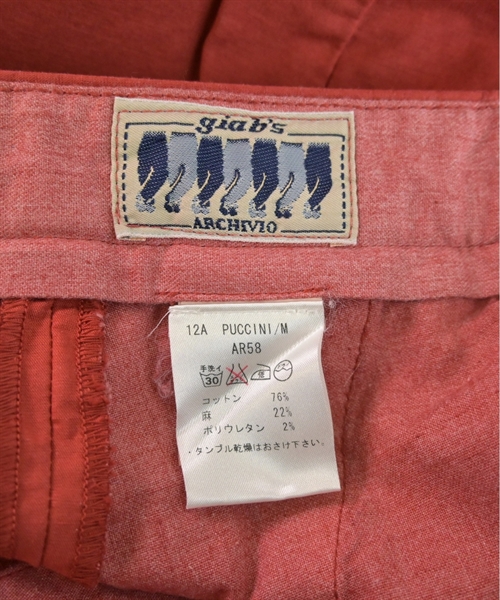 giab's
ARCHIVIO
12A PUCCINI/M
AR58
手洗イ
30
コットン 76%
麻 22%
ポリウレタン 2%
・タンブル乾燥はおさけ下さい。